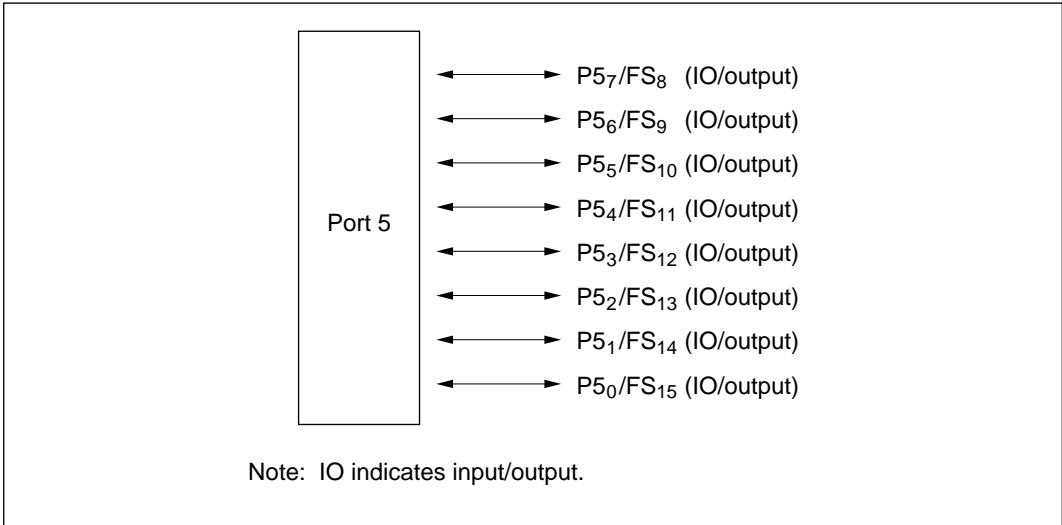 P5₇/FS₈ (IO/output)
P5₆/FS₉ (IO/output)
P5₅/FS₁₀ (IO/output)
P5₄/FS₁₁ (IO/output)
Port 5
P5₃/FS₁₂ (IO/output)
P5₂/FS₁₃ (IO/output)
P5₁/FS₁₄ (IO/output)
P5₀/FS₁₅ (IO/output)
Note: IO indicates input/output.